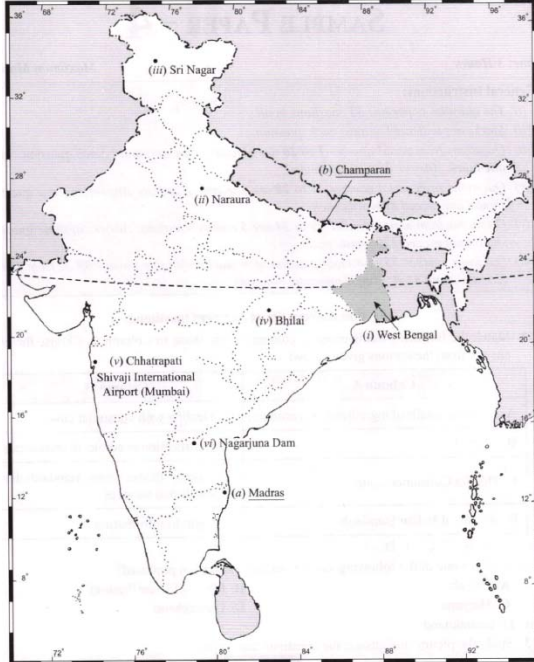 68 72 76 80 84 88 92 96
SAMPLE PAPER
36 36
(iii) Sri Nagar
32 32
28 28
(b) Champaran
(ii) Naraura
24 24
(iv) Bhilai
(i) West Bengal
20 20
(v) Chhatrapati
Shivaji International
Airport (Mumbai)
16 16
(vi) Nagarjuna Dam
(a) Madras
12 12
8 8
72 76 80 84 88 92